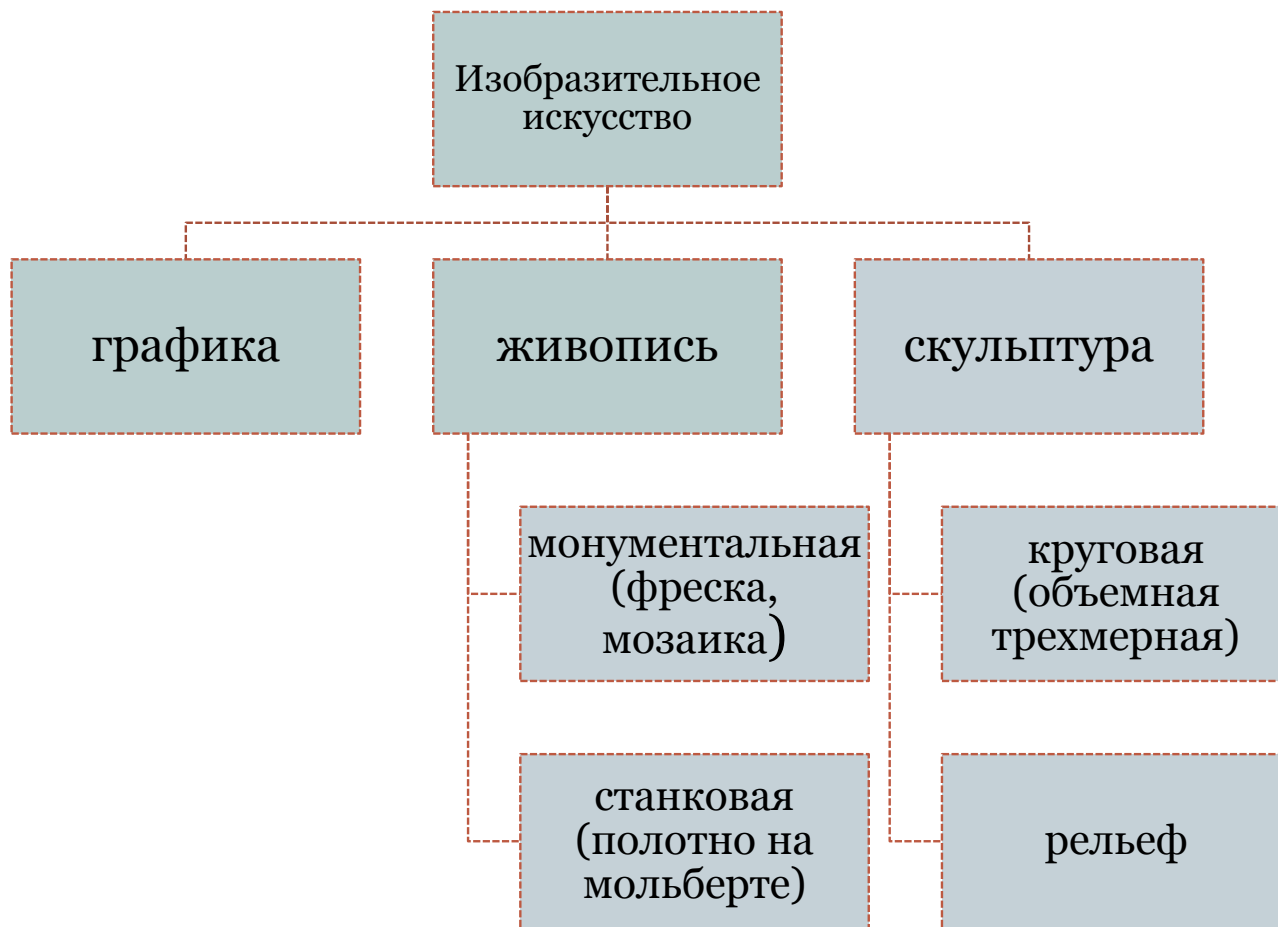 Изобразительное
искусство
графика
живопись
скульптура
монументальная
(фреска,
мозаика)
станковая
(полотно на
мольберте)
круговая
(объемная
трехмерная)
рельеф